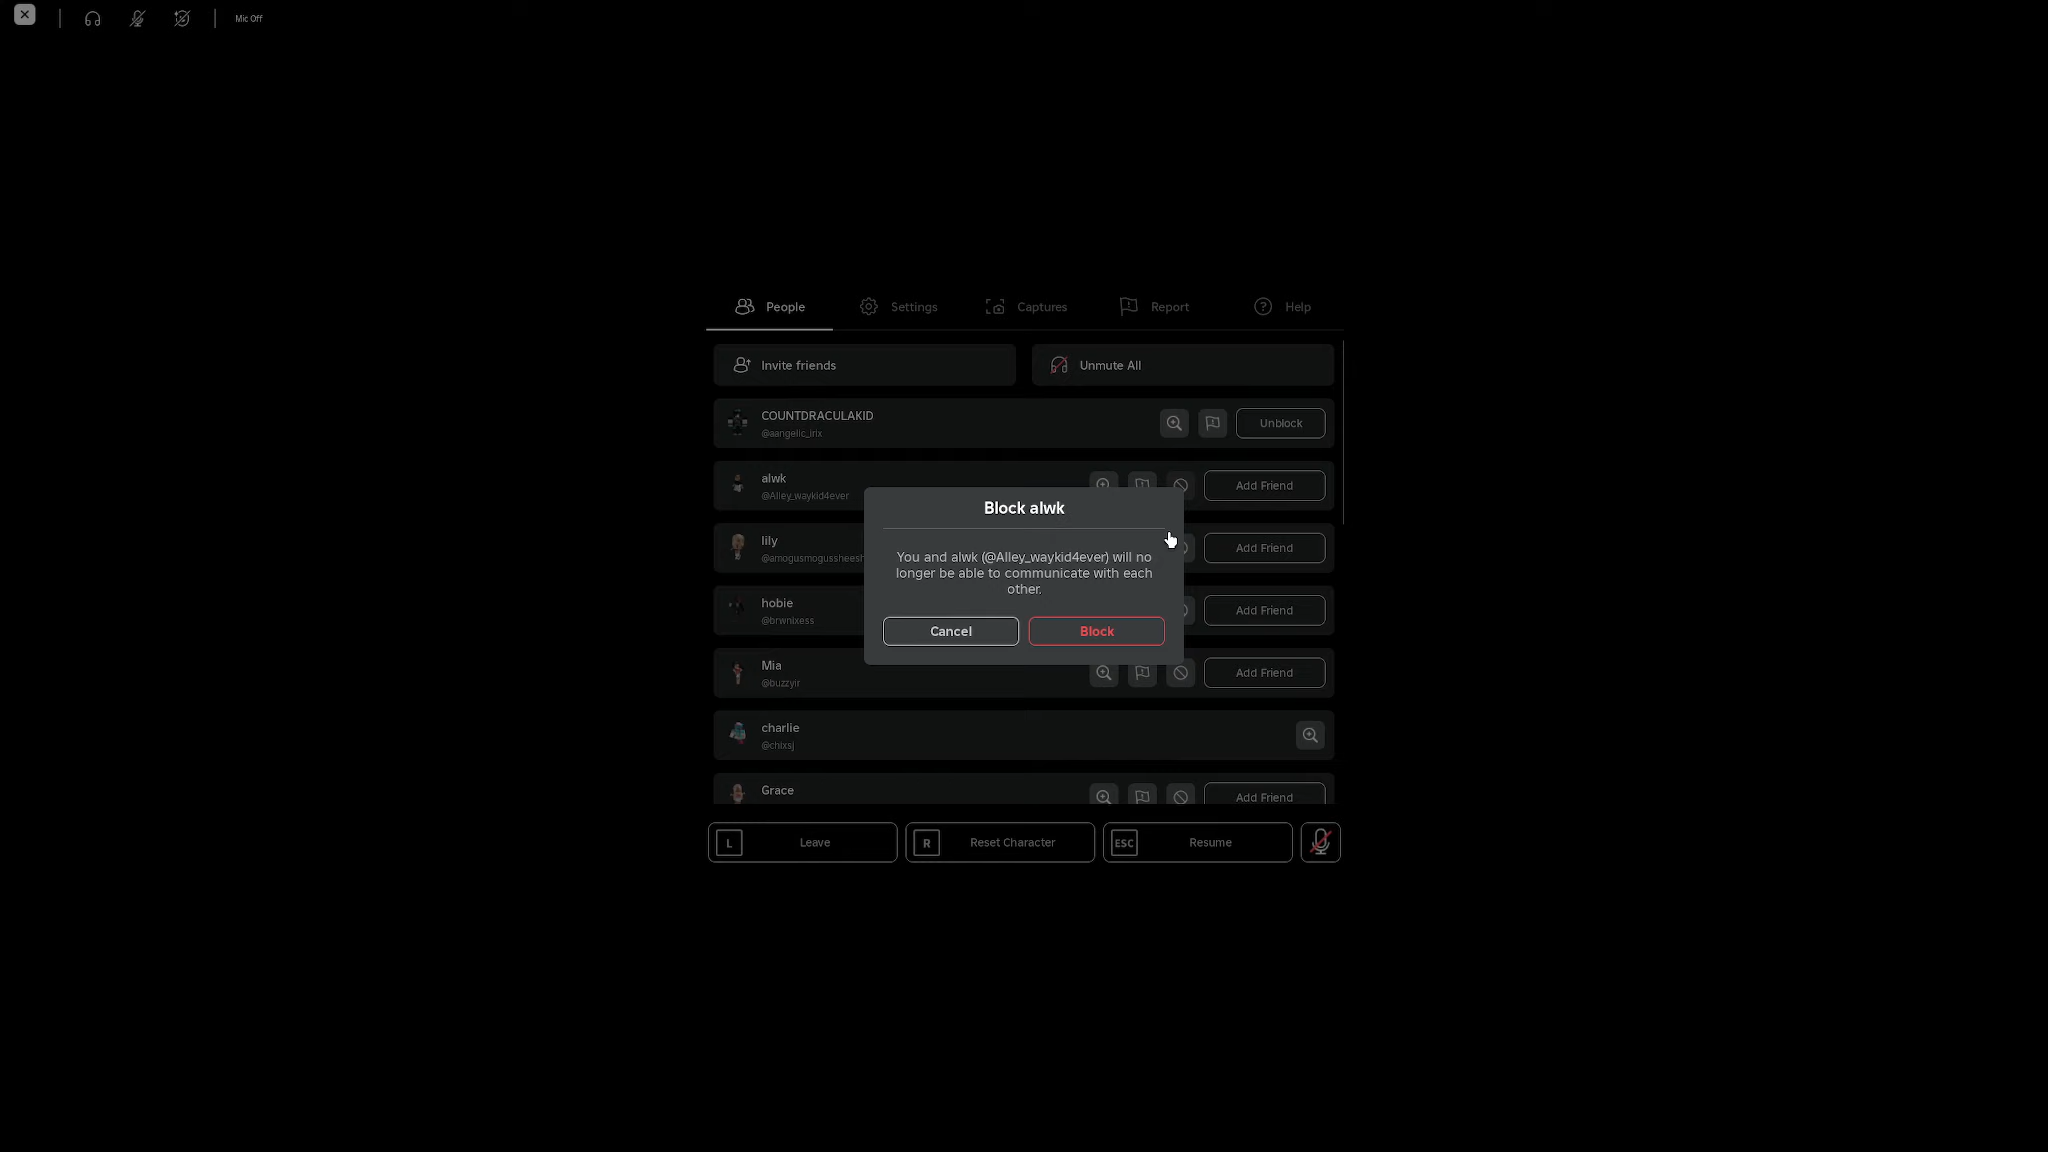 Mic Off
People
Settings
Captures
Report
Help
Invite friends
Unmute All
COUNTDRACULAKID
@aangelic_irix
Unblock
alwk
@Alley_waykid4ever
Add Friend
Block alwk
lily
@amogusmogussheesh
Add Friend
You and alwk (@Alley_waykid4ever) will no
longer be able to communicate with each
other.
hobie
@brwnixess
Add Friend
Cancel
Block
Mia
@buzzyir
Add Friend
charlie
@chixsj
Grace
Add Friend
L
Leave
R
Reset Character
ESC
Resume